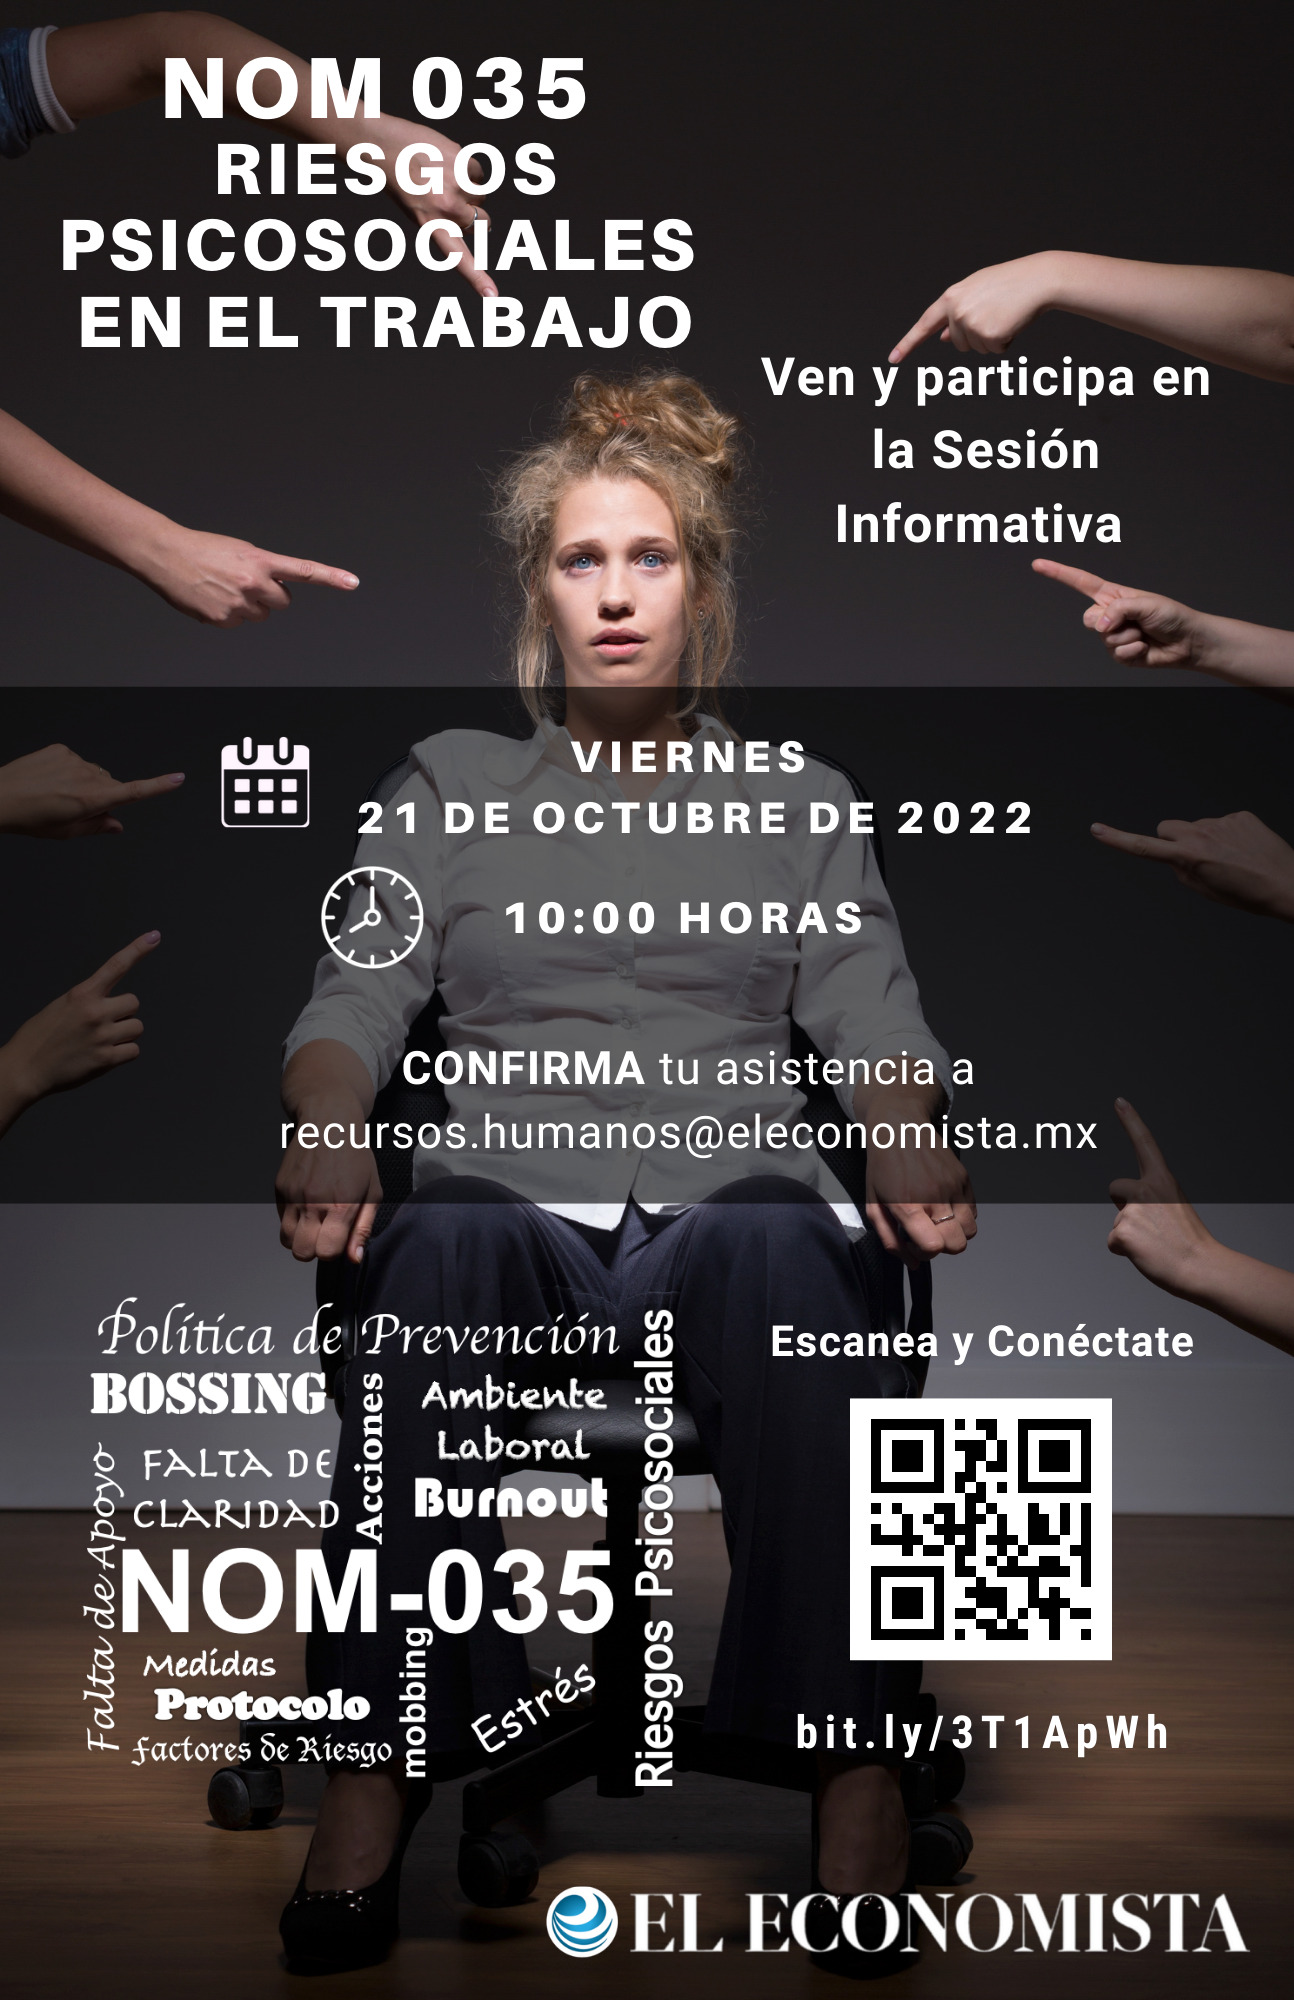 NOM 035
RIESGOS
PSICOSOCIALES
EN EL TRABAJO
Ven y participa en
la Sesión
Informativa
VIERNES
21 DE OCTUBRE DE 2022
10:00 HORAS
CONFIRMA tu asistencia a
recursos.humanos@eleconomista.mx
Política de Prevención
BOSSING
Acciones
Ambiente
Laboral
FALTA DE
CLARIDAD
Burnout
Falta de Apoyo
NOM-035
Riesgos Psicosociales
Medidas
Protocolo
Factores de Riesgo
mobbing
Estrés
Escanea y Conéctate
bit.ly/3T1ApWh
EL ECONOMISTA